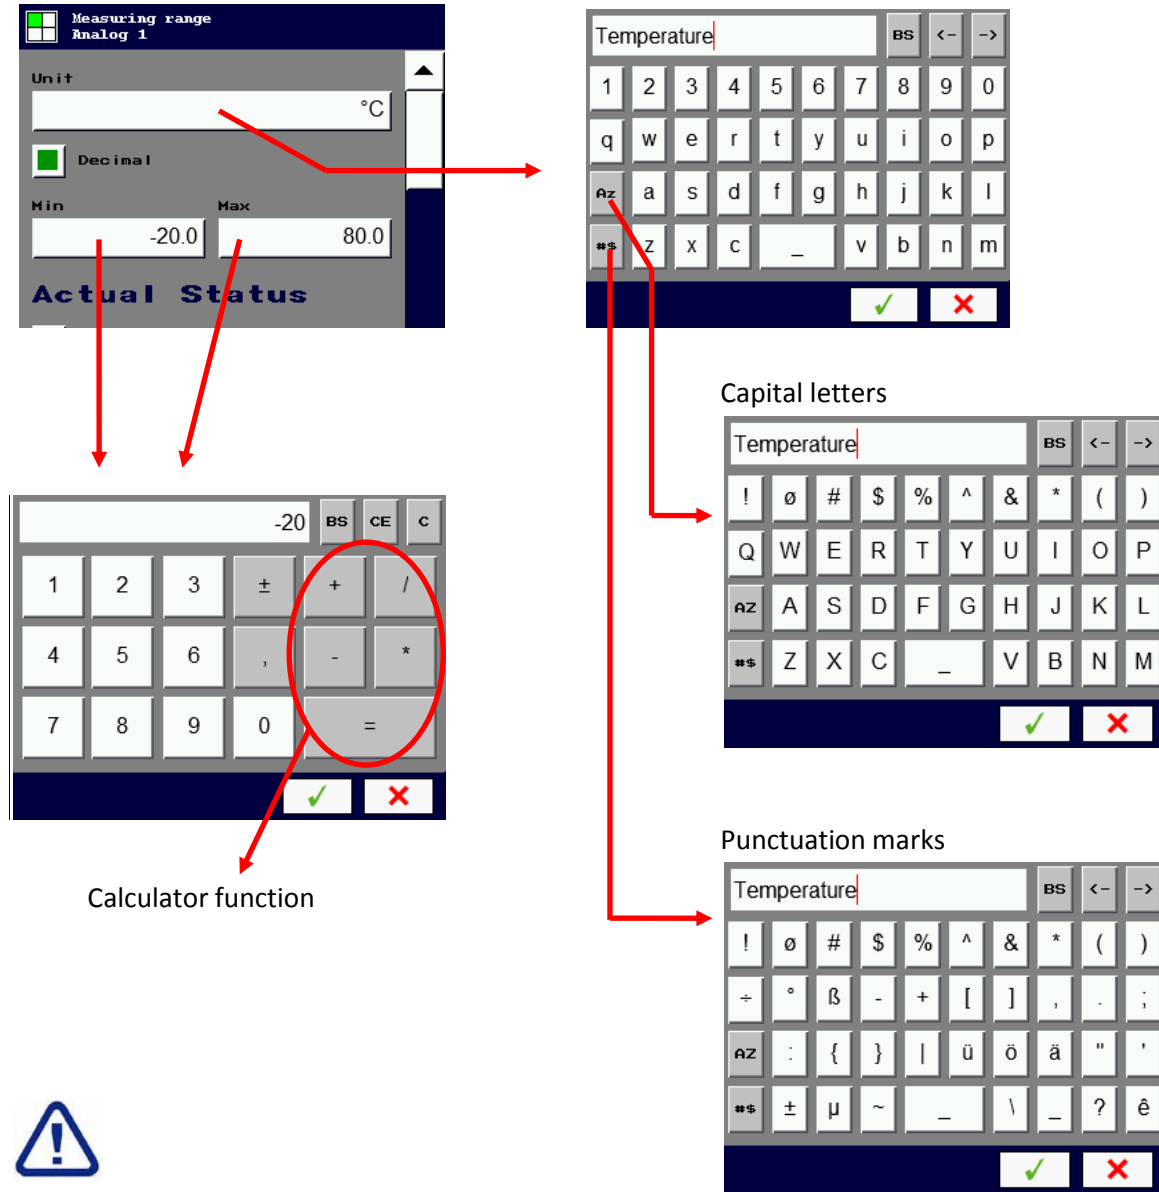 Measuring range
Analog 1
Unit
°C
Decimal
Min Max
-20.0 80.0
Actual Status
Temperature BS <- ->
1 2 3 4 5 6 7 8 9 0
q w e r t y u i o p
Az a s d f g h j k l
#$ z x c _ v b n m
-20 BS CE C
1 2 3 ± + /
4 5 6 , - *
7 8 9 0 =
Calculator function
Capital letters
Temperature BS <- ->
! ø # $ % ^ & * ( )
Q W E R T Y U I O P
AZ A S D F G H J K L
#$ Z X C _ V B N M
Punctuation marks
Temperature BS <- ->
! ø # $ % ^ & * ( )
÷ ° ß - + [ ] , . ;
AZ : { } | ü ö ä " '
#$ ± µ ~ _ \ _ ? ê